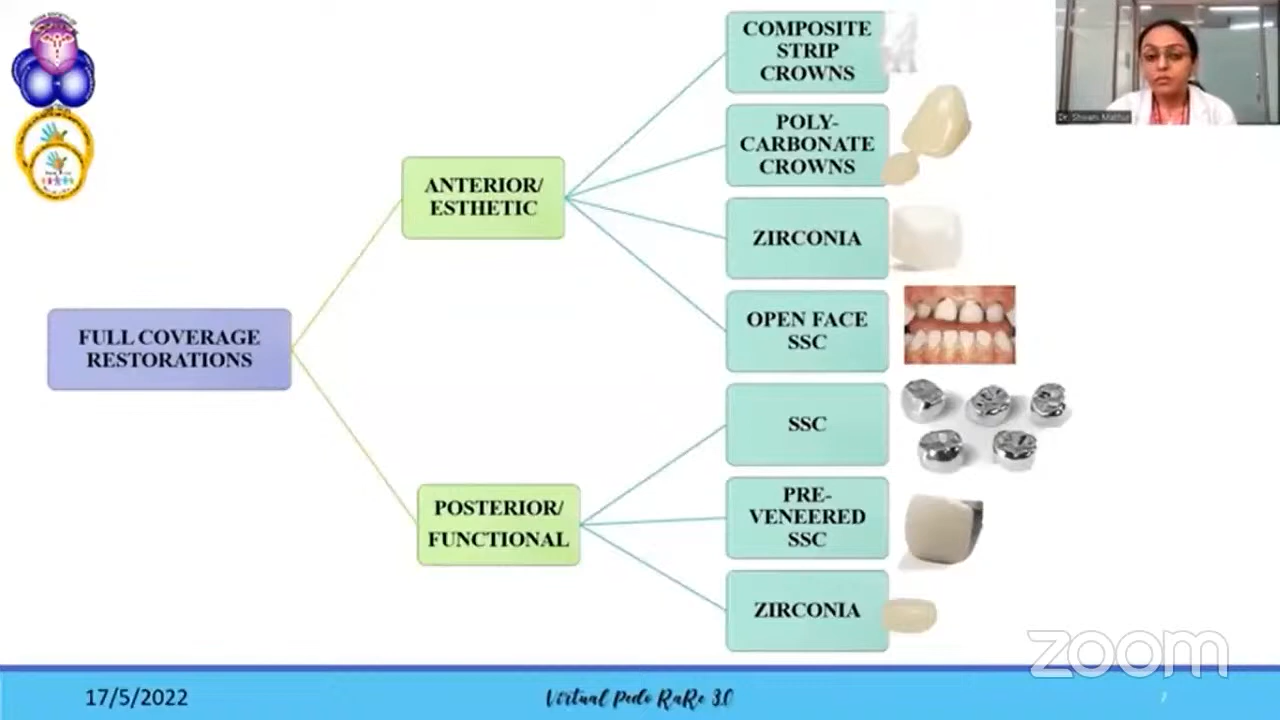 COMPOSITE
STRIP
CROWNS
POLY-
CARBONATE
CROWNS
ANTERIOR/
ESTHETIC
ZIRCONIA
OPEN FACE
SSC
FULL COVERAGE
RESTORATIONS
SSC
POSTERIOR/
FUNCTIONAL
PRE-
VENEERED
SSC
ZIRCONIA
zoom
17/5/2022
Virtual Pedo RaRe 3.0
7